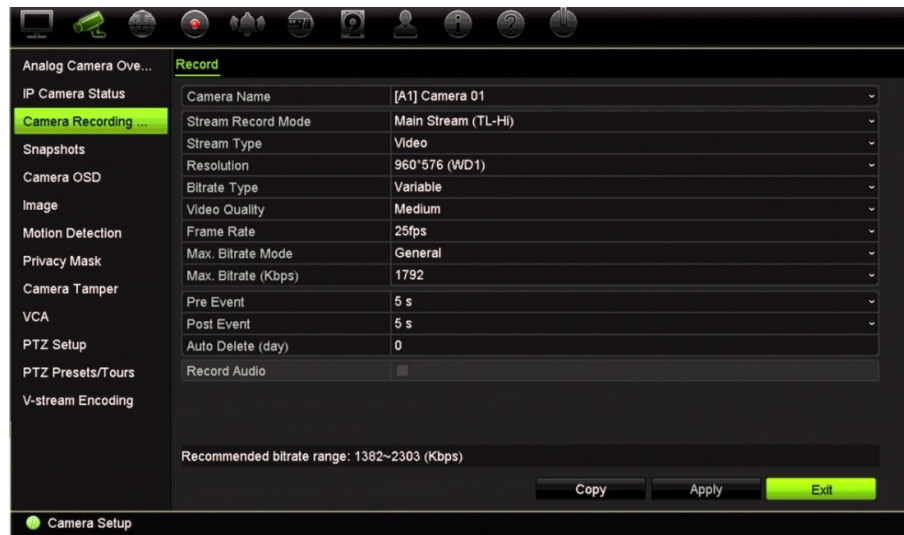 Analog Camera Ove...
IP Camera Status
Camera Recording ...
Snapshots
Camera OSD
Image
Motion Detection
Privacy Mask
Camera Tamper
VCA
PTZ Setup
PTZ Presets/Tours
V-stream Encoding
Record
Camera Name [A1] Camera 01
Stream Record Mode Main Stream (TL-Hi)
Stream Type Video
Resolution 960*576 (WD1)
Bitrate Type Variable
Video Quality Medium
Frame Rate 25fps
Max. Bitrate Mode General
Max. Bitrate (Kbps) 1792
Pre Event 5 s
Post Event 5 s
Auto Delete (day) 0
Record Audio
Recommended bitrate range: 1382~2303 (Kbps)
Copy Apply Exit
Camera Setup